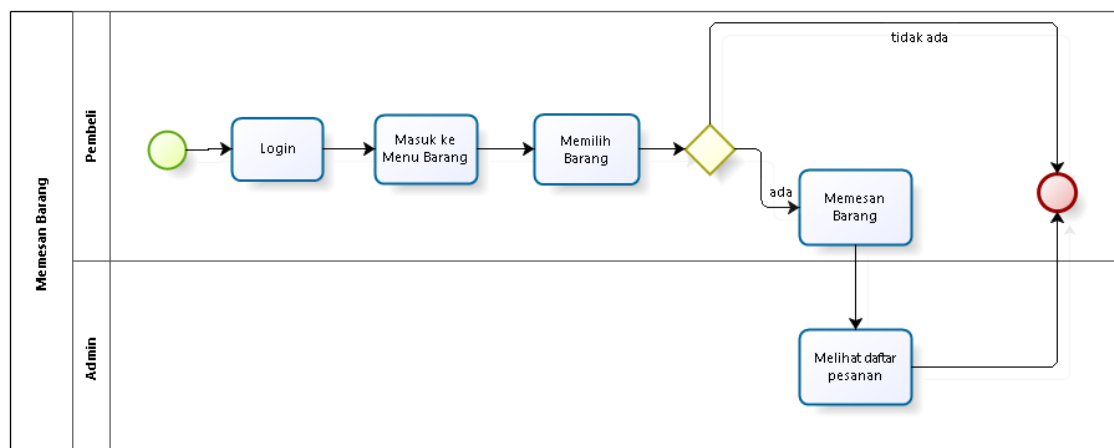 Memesan Barang
Pembeli
Login
Masuk ke
Menu Barang
Memilih
Barang
tidak ada
ada
Memesan
Barang
Admin
Melihat daftar
pesanan